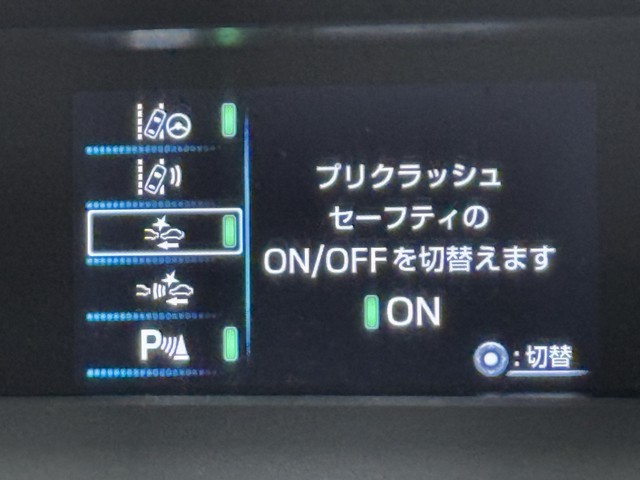 プリクラッシュ
セーフティの
ON/OFFを切替えます
ON
P
:切替